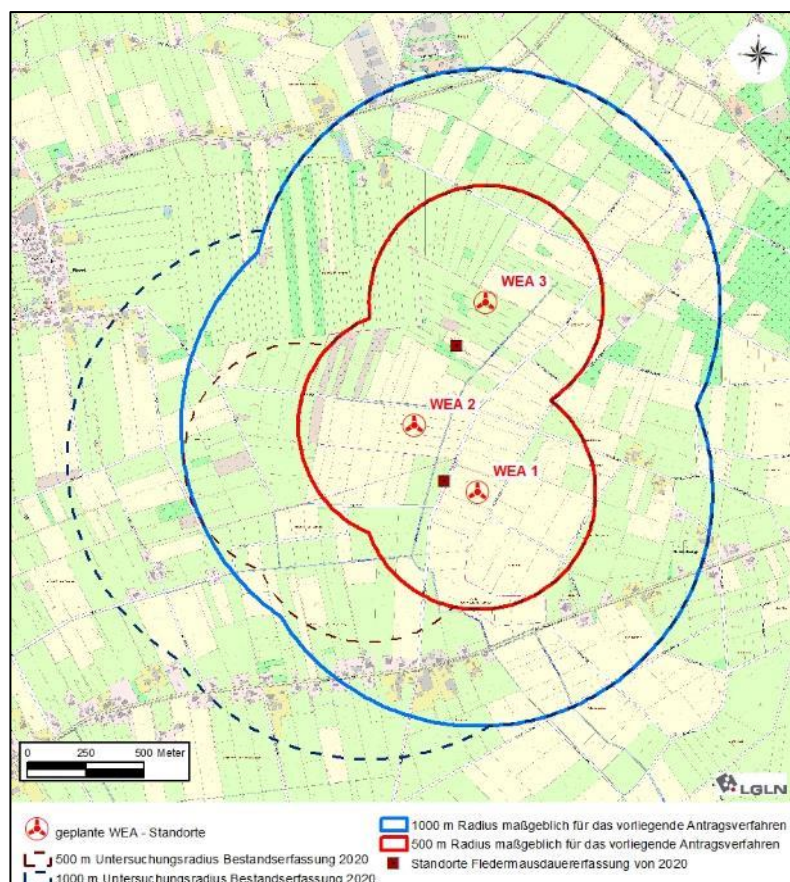 WEA 3
WEA 2
WEA 1
0 250 500 Meter
LGLN
geplante WEA - Standorte
500 m Untersuchungsradius Bestandserfassung 2020
1000 m Untersuchungsradius Bestandserfassung 2020
1000 m Radius maßgeblich für das vorliegende Antragsverfahren
500 m Radius maßgeblich für das vorliegende Antragsverfahren
Standorte Fledermausdauererfassung von 2020